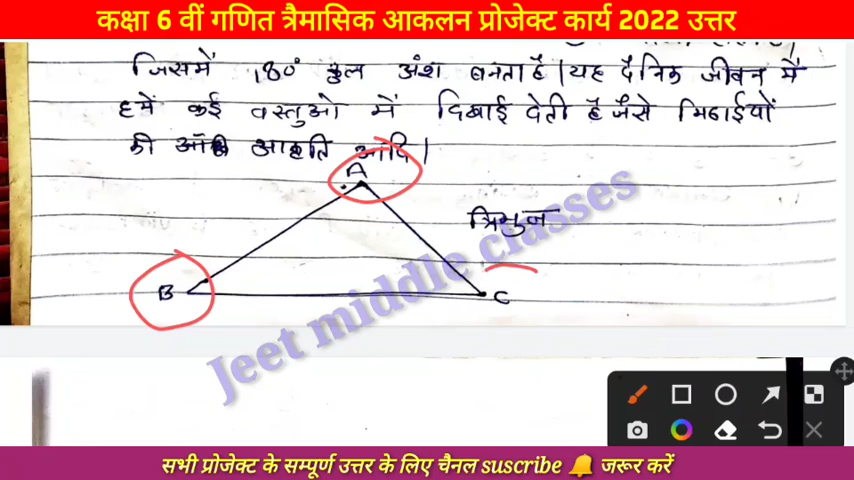 कक्षा 6 वीं गणित त्रैमासिक आकलन प्रोजेक्ट कार्य 2022 उत्तर
जिसमें 180° कुल अंश बनता है। यह दैनिक जीवन में
हमें कई वस्तुओ में दिखाई देती है जैसे मिठाईयों
की आकृति आदि।
A
त्रिभुज
B
C
Jeet middle classes
सभी प्रोजेक्ट के सम्पूर्ण उत्तर के लिए चैनल suscribe 🔔 जरूर करें